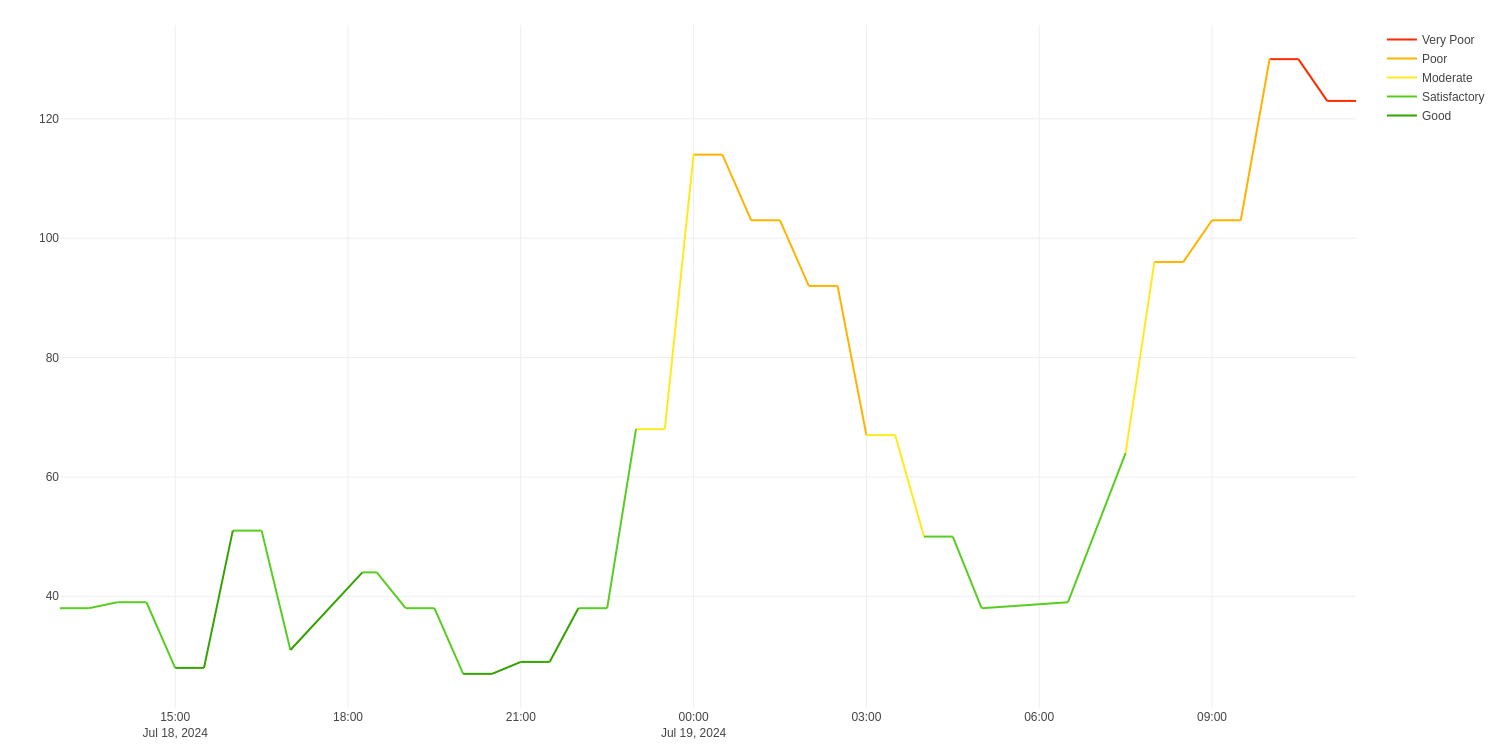 120
100
80
60
40
15:00
Jul 18, 2024
18:00
21:00
00:00
Jul 19, 2024
03:00
06:00
09:00
Very Poor
Poor
Moderate
Satisfactory
Good